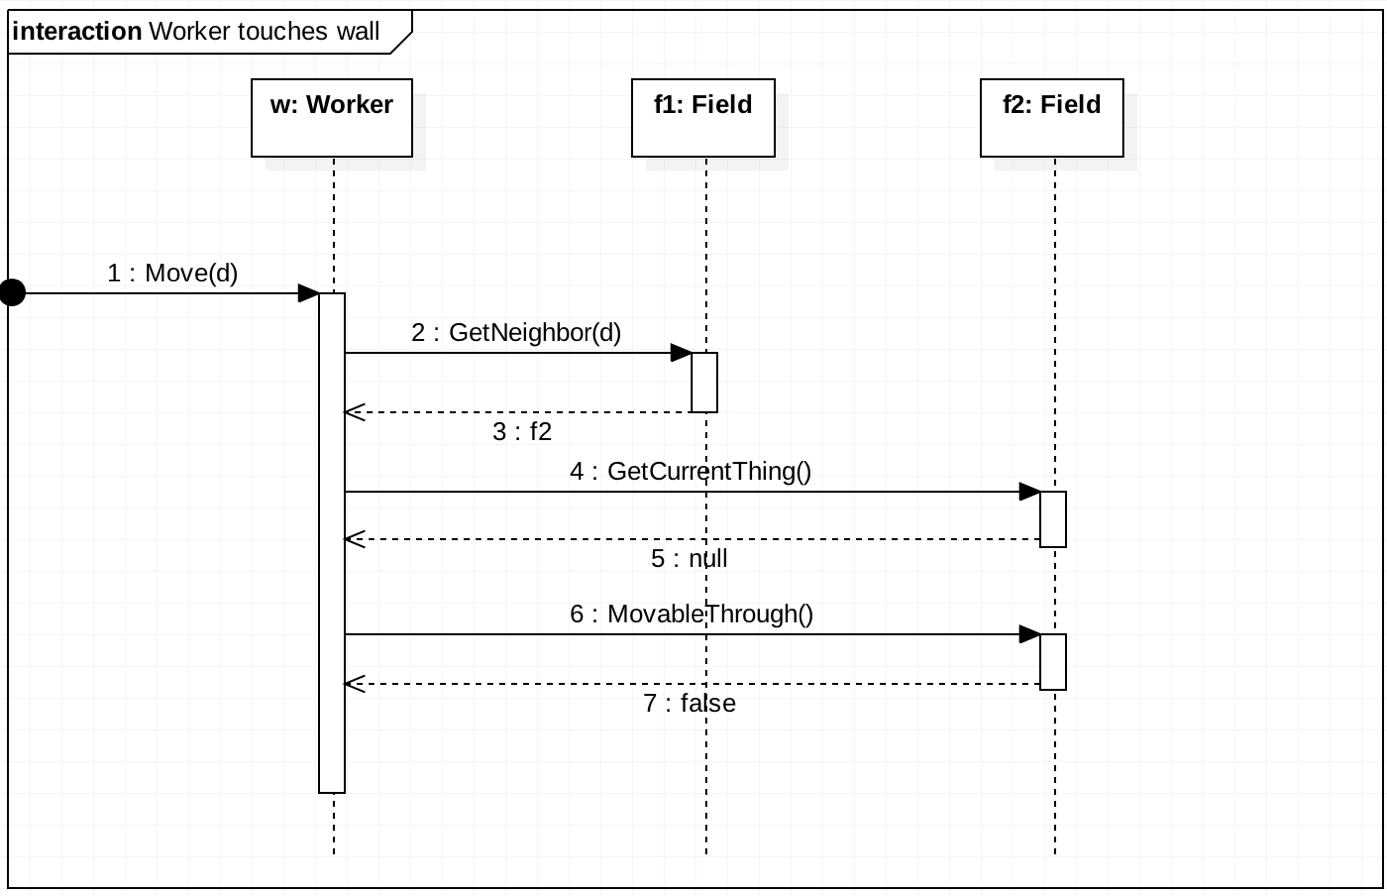 interaction Worker touches wall
w: Worker
f1: Field
f2: Field
1 : Move(d)
2 : GetNeighbor(d)
3 : f2
4 : GetCurrentThing()
5 : null
6 : MovableThrough()
7 : false